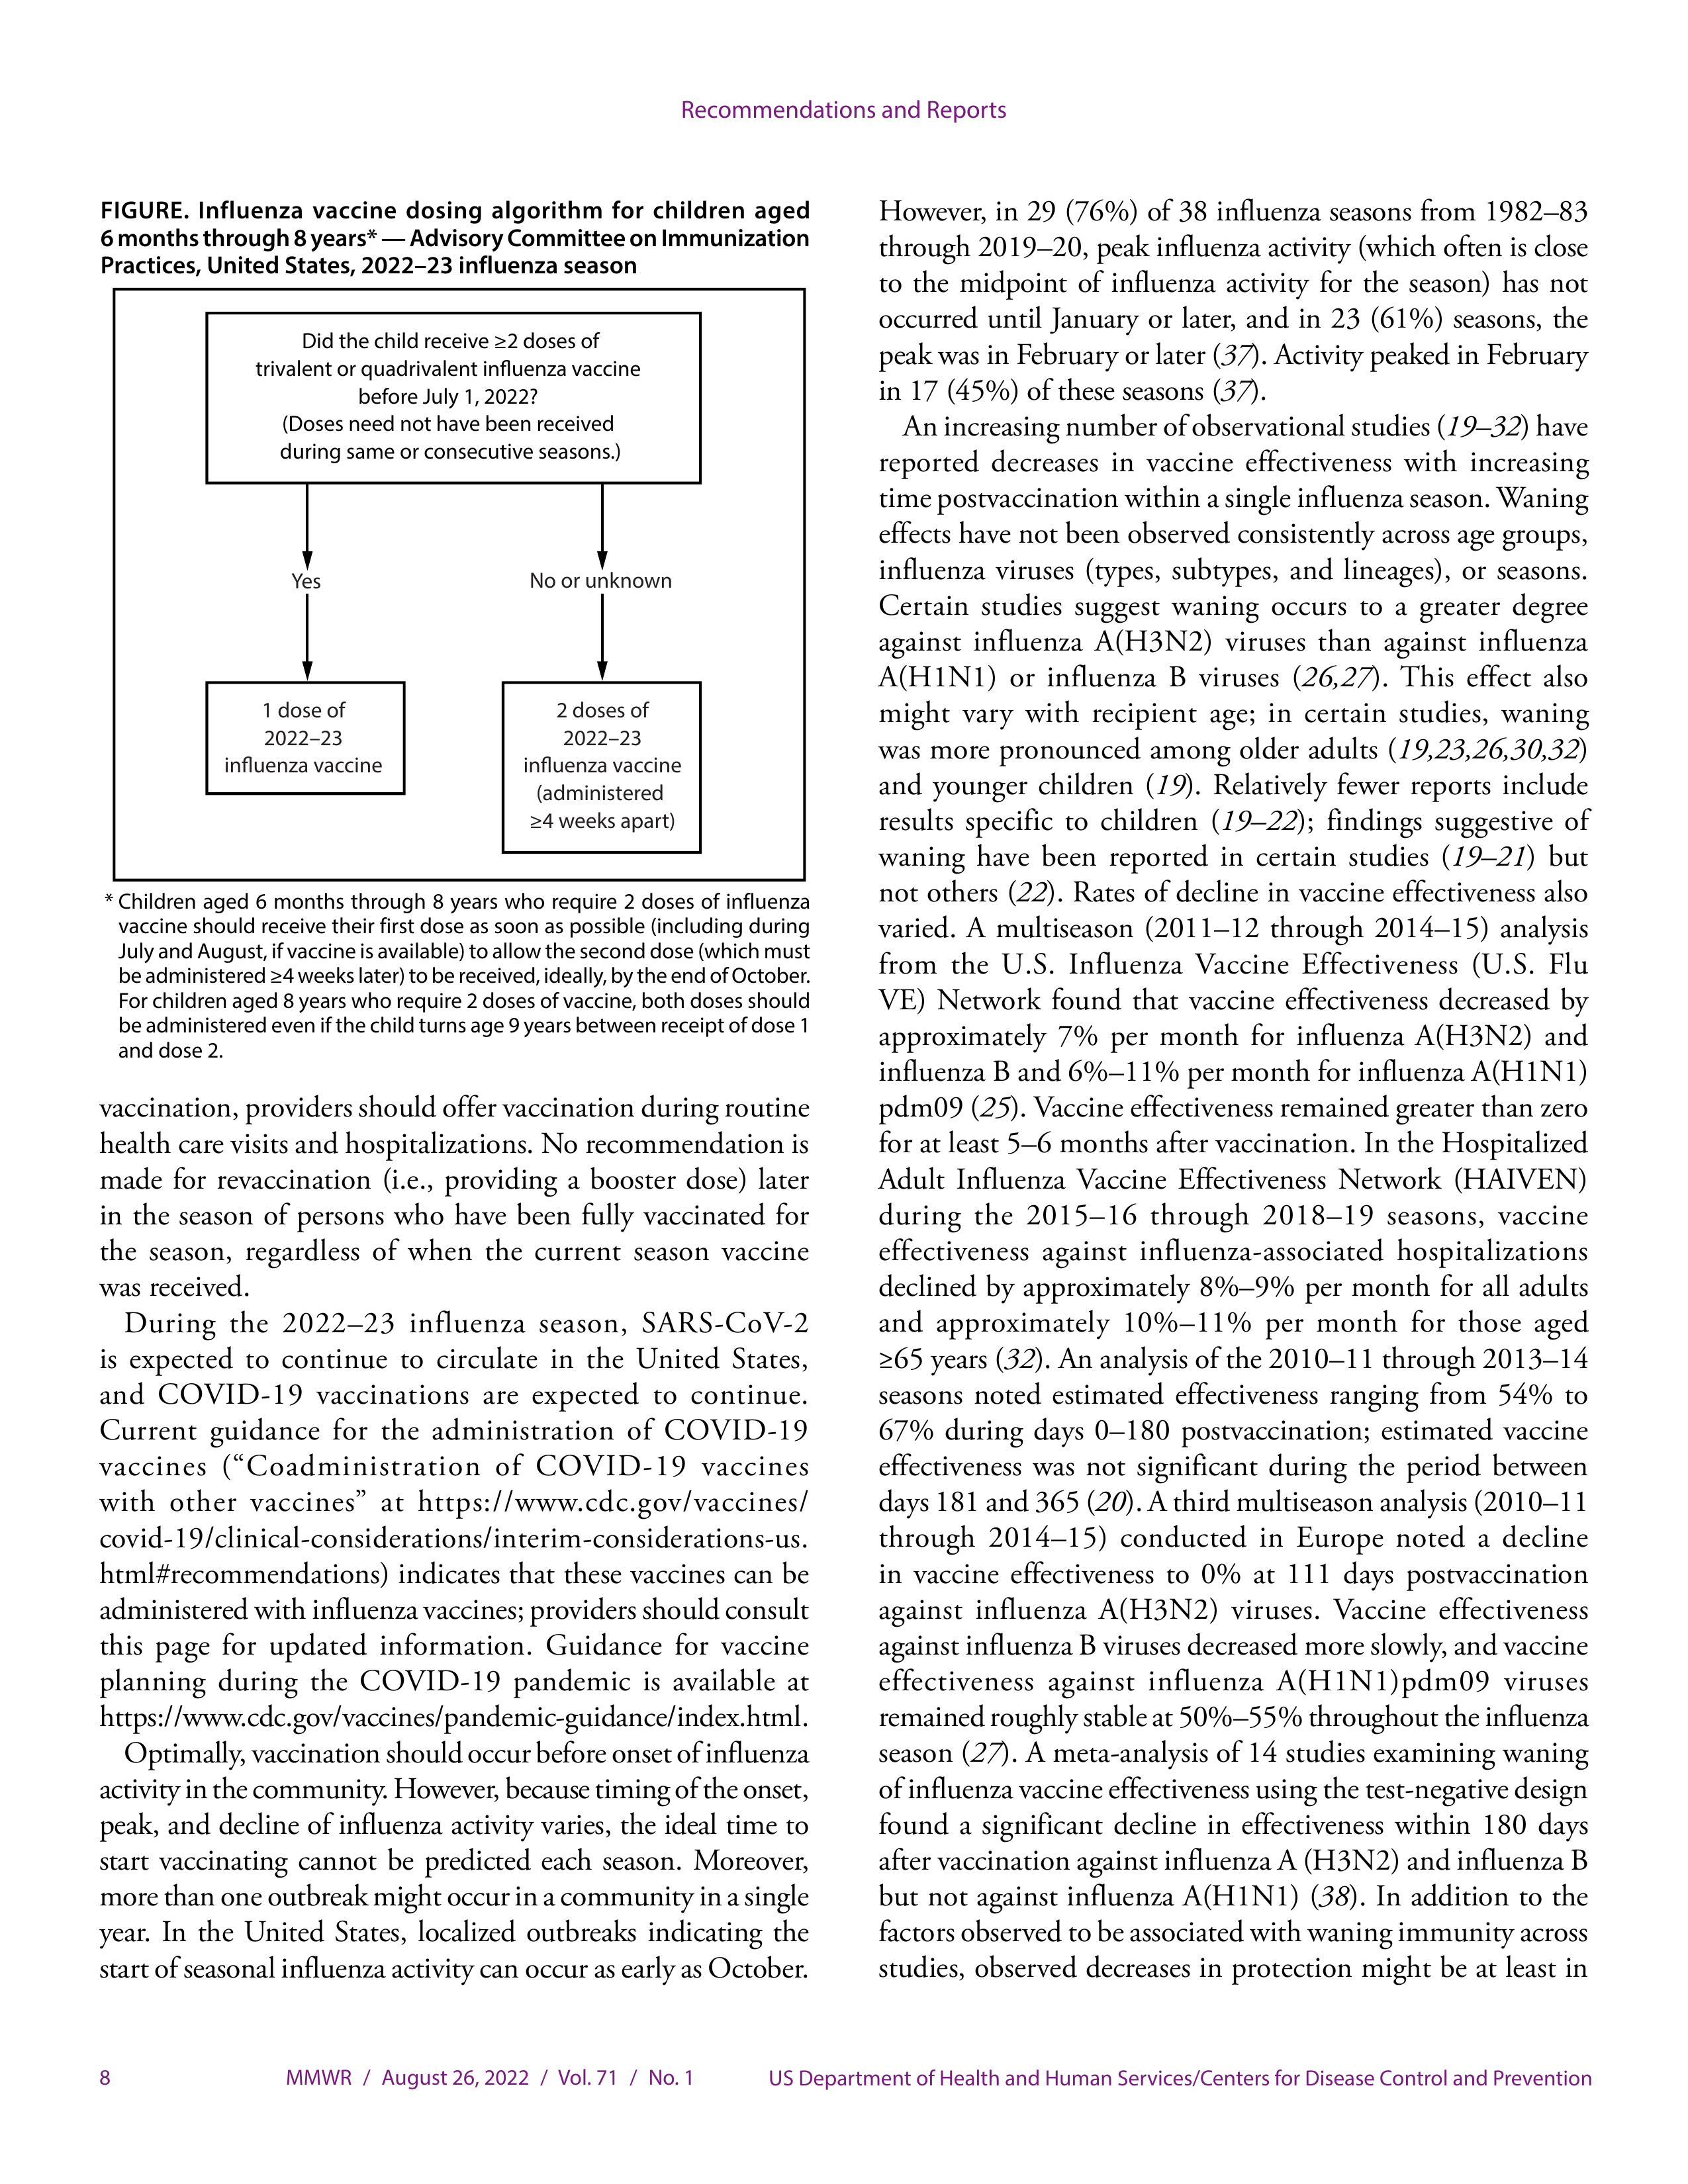 Recommendations and Reports
FIGURE. Influenza vaccine dosing algorithm for children aged
6 months through 8 years* — Advisory Committee on Immunization
Practices, United States, 2022–23 influenza season
Did the child receive ≥2 doses of
trivalent or quadrivalent influenza vaccine
before July 1, 2022?
(Doses need not have been received
during same or consecutive seasons.)
Yes
No or unknown
1 dose of
2022–23
influenza vaccine
2 doses of
2022–23
influenza vaccine
(administered
≥4 weeks apart)
* Children aged 6 months through 8 years who require 2 doses of influenza
vaccine should receive their first dose as soon as possible (including during
July and August, if vaccine is available) to allow the second dose (which must
be administered ≥4 weeks later) to be received, ideally, by the end of October.
For children aged 8 years who require 2 doses of vaccine, both doses should
be administered even if the child turns age 9 years between receipt of dose 1
and dose 2.
vaccination, providers should offer vaccination during routine
health care visits and hospitalizations. No recommendation is
made for revaccination (i.e., providing a booster dose) later
in the season of persons who have been fully vaccinated for
the season, regardless of when the current season vaccine
was received.
During the 2022–23 influenza season, SARS-CoV-2
is expected to continue to circulate in the United States,
and COVID-19 vaccinations are expected to continue.
Current guidance for the administration of COVID-19
vaccines (“Coadministration of COVID-19 vaccines
with other vaccines” at https://www.cdc.gov/vaccines/
covid-19/clinical-considerations/interim-considerations-us.
html#recommendations) indicates that these vaccines can be
administered with influenza vaccines; providers should consult
this page for updated information. Guidance for vaccine
planning during the COVID-19 pandemic is available at
https://www.cdc.gov/vaccines/pandemic-guidance/index.html.
Optimally, vaccination should occur before onset of influenza
activity in the community. However, because timing of the onset,
peak, and decline of influenza activity varies, the ideal time to
start vaccinating cannot be predicted each season. Moreover,
more than one outbreak might occur in a community in a single
year. In the United States, localized outbreaks indicating the
start of seasonal influenza activity can occur as early as October.
However, in 29 (76%) of 38 influenza seasons from 1982–83
through 2019–20, peak influenza activity (which often is close
to the midpoint of influenza activity for the season) has not
occurred until January or later, and in 23 (61%) seasons, the
peak was in February or later (37). Activity peaked in February
in 17 (45%) of these seasons (37).
An increasing number of observational studies (19–32) have
reported decreases in vaccine effectiveness with increasing
time postvaccination within a single influenza season. Waning
effects have not been observed consistently across age groups,
influenza viruses (types, subtypes, and lineages), or seasons.
Certain studies suggest waning occurs to a greater degree
against influenza A(H3N2) viruses than against influenza
A(H1N1) or influenza B viruses (26,27). This effect also
might vary with recipient age; in certain studies, waning
was more pronounced among older adults (19,23,26,30,32)
and younger children (19). Relatively fewer reports include
results specific to children (19–22); findings suggestive of
waning have been reported in certain studies (19–21) but
not others (22). Rates of decline in vaccine effectiveness also
varied. A multiseason (2011–12 through 2014–15) analysis
from the U.S. Influenza Vaccine Effectiveness (U.S. Flu
VE) Network found that vaccine effectiveness decreased by
approximately 7% per month for influenza A(H3N2) and
influenza B and 6%–11% per month for influenza A(H1N1)
pdm09 (25). Vaccine effectiveness remained greater than zero
for at least 5–6 months after vaccination. In the Hospitalized
Adult Influenza Vaccine Effectiveness Network (HAIVEN)
during the 2015–16 through 2018–19 seasons, vaccine
effectiveness against influenza-associated hospitalizations
declined by approximately 8%–9% per month for all adults
and approximately 10%–11% per month for those aged
≥65 years (32). An analysis of the 2010–11 through 2013–14
seasons noted estimated effectiveness ranging from 54% to
67% during days 0–180 postvaccination; estimated vaccine
effectiveness was not significant during the period between
days 181 and 365 (20). A third multiseason analysis (2010–11
through 2014–15) conducted in Europe noted a decline
in vaccine effectiveness to 0% at 111 days postvaccination
against influenza A(H3N2) viruses. Vaccine effectiveness
against influenza B viruses decreased more slowly, and vaccine
effectiveness against influenza A(H1N1)pdm09 viruses
remained roughly stable at 50%–55% throughout the influenza
season (27). A meta-analysis of 14 studies examining waning
of influenza vaccine effectiveness using the test-negative design
found a significant decline in effectiveness within 180 days
after vaccination against influenza A (H3N2) and influenza B
but not against influenza A(H1N1) (38). In addition to the
factors observed to be associated with waning immunity across
studies, observed decreases in protection might be at least in
8 MMWR / August 26, 2022 / Vol. 71 / No. 1 US Department of Health and Human Services/Centers for Disease Control and Prevention